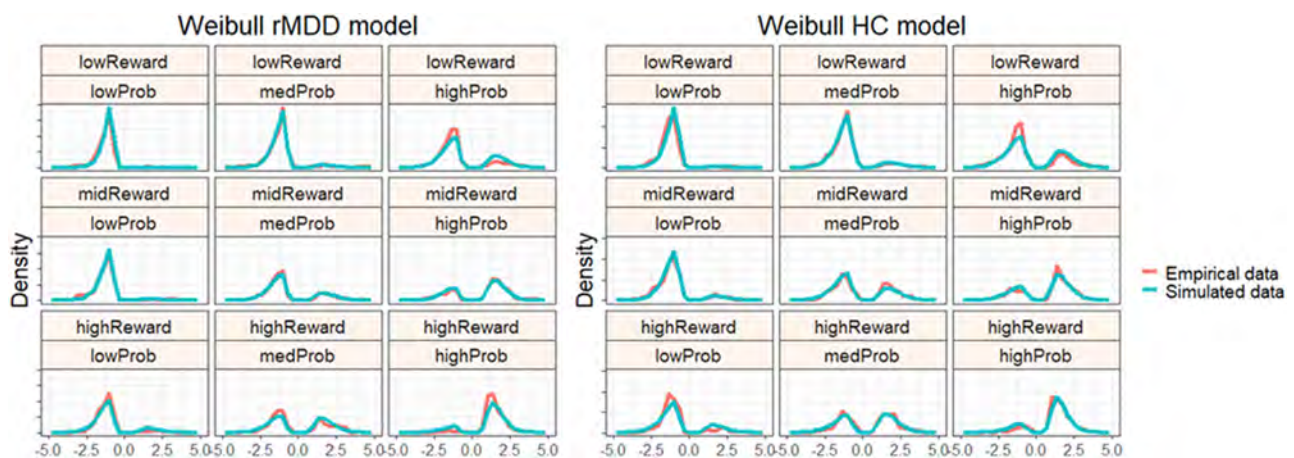 Weibull rMDD model Weibull HC model
lowReward lowReward lowReward lowReward lowReward lowReward
lowProb medProb highProb lowProb medProb highProb
midReward midReward midReward midReward midReward midReward
lowProb medProb highProb lowProb medProb highProb
Density Density
Empirical data
Simulated data
highReward highReward highReward highReward highReward highReward
lowProb medProb highProb lowProb medProb highProb
-5.0 -2.5 0.0 2.5 5.0 -5.0 -2.5 0.0 2.5 5.0 -5.0 -2.5 0.0 2.5 5.0 -5.0 -2.5 0.0 2.5 5.0 -5.0 -2.5 0.0 2.5 5.0 -5.0 -2.5 0.0 2.5 5.0